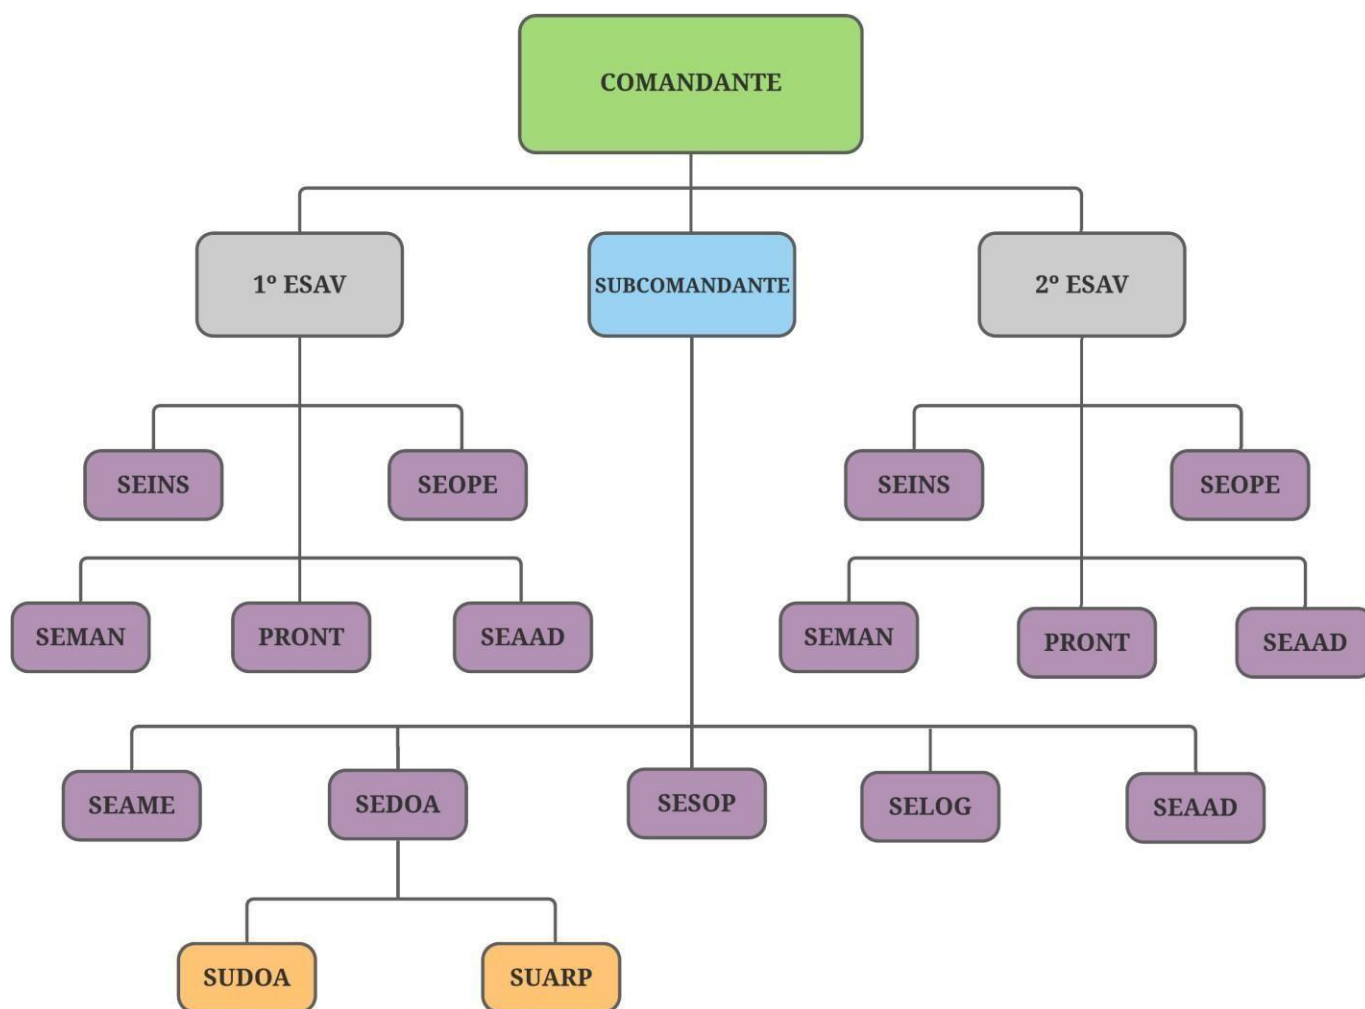 COMANDANTE
1º ESAV
SUBCOMANDANTE
2º ESAV
SEINS
SEOPE
SEINS
SEOPE
SEMAN
PRONT
SEAAD
SEMAN
PRONT
SEAAD
SEAME
SEDOA
SESOP
SELOG
SEAAD
SUDOA
SUARP